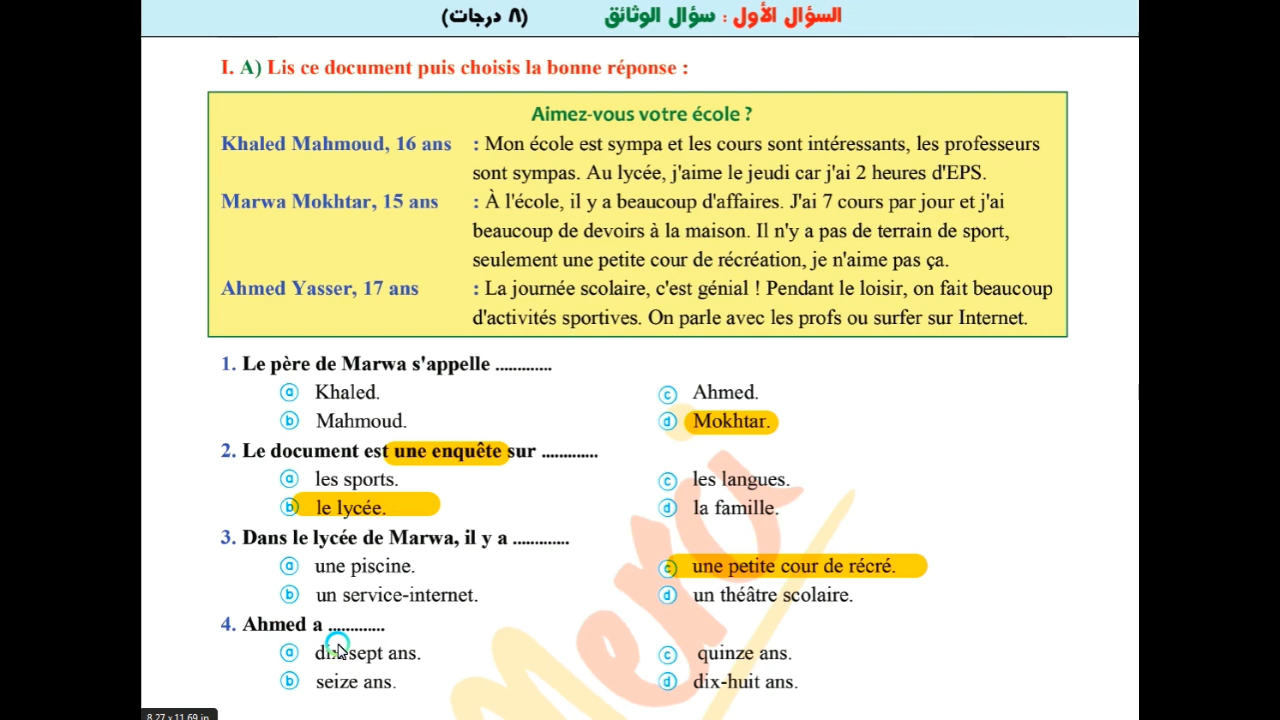 السؤال الأول : سؤال الوثائق (٨ درجات)
I. A) Lis ce document puis choisis la bonne réponse :
Aimez-vous votre école ?
Khaled Mahmoud, 16 ans : Mon école est sympa et les cours sont intéressants, les professeurs
sont sympas. Au lycée, j'aime le jeudi car j'ai 2 heures d'EPS.
Marwa Mokhtar, 15 ans : À l'école, il y a beaucoup d'affaires. J'ai 7 cours par jour et j'ai
beaucoup de devoirs à la maison. Il n'y a pas de terrain de sport,
seulement une petite cour de récréation, je n'aime pas ça.
Ahmed Yasser, 17 ans : La journée scolaire, c'est génial ! Pendant le loisir, on fait beaucoup
d'activités sportives. On parle avec les profs ou surfer sur Internet.
1. Le père de Marwa s'appelle .............
a Khaled. c Ahmed.
b Mahmoud. d Mokhtar.
2. Le document est une enquête sur .............
a les sports. c les langues.
b le lycée. d la famille.
3. Dans le lycée de Marwa, il y a .............
a une piscine. c une petite cour de récré.
b un service-internet. d un théâtre scolaire.
4. Ahmed a .............
a dix-sept ans. c quinze ans.
b seize ans. d dix-huit ans.
Mera
8.27 x 11.69 in